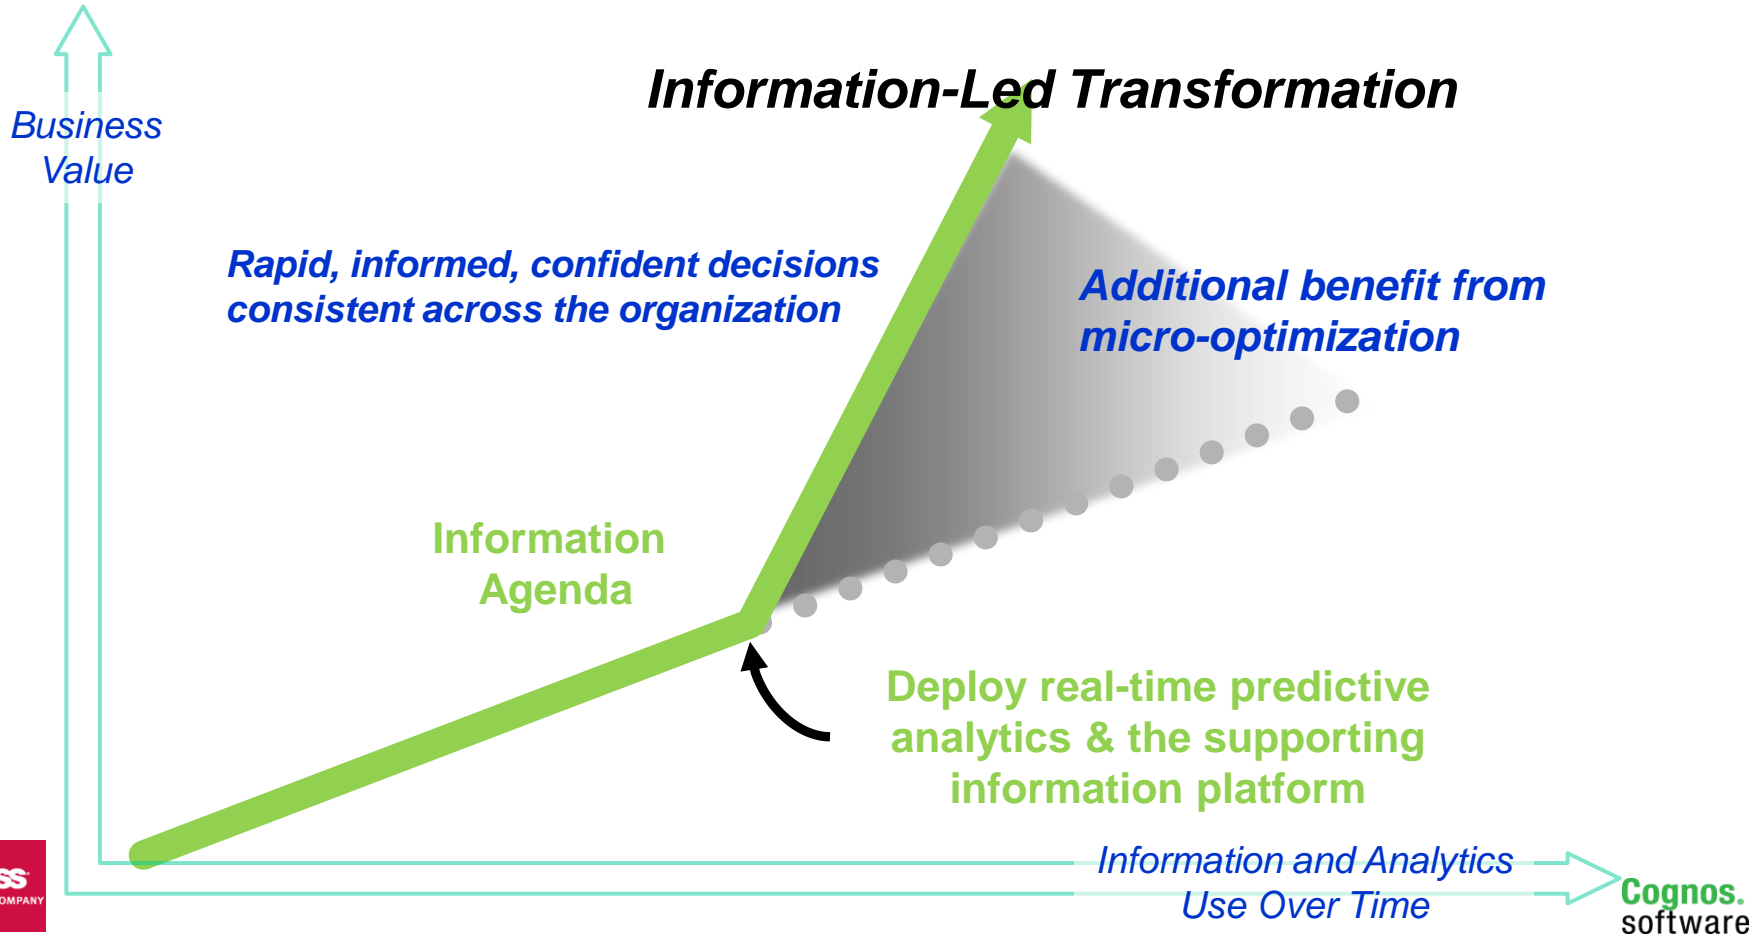 Information-Led Transformation
Business
Value
Rapid, informed, confident decisions
consistent across the organization
Additional benefit from
micro-optimization
Information
Agenda
Deploy real-time predictive
analytics & the supporting
information platform
Information and Analytics
Use Over Time
Cognos.
software